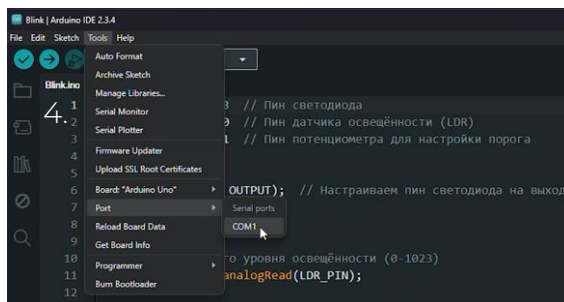 Blink | Arduino IDE 2.3.4
File Edit Sketch Tools Help
Auto Format
Archive Sketch
Manage Libraries...
Serial Monitor
Serial Plotter
Firmware Updater
Upload SSL Root Certificates
Board: "Arduino Uno"
Port
Reload Board Data
Get Board Info
Programmer
Burn Bootloader
Serial ports
COM1
Blink.ino
4.
1 3 // Пин светодиода
2 0 // Пин датчика освещённости (LDR)
3 1 // Пин потенциометра для настройки порога
4
5
6 OUTPUT); // Настраиваем пин светодиода на выход
7
8
9
10 го уровня освещённости (0-1023)
11 analogRead(LDR_PIN);
12